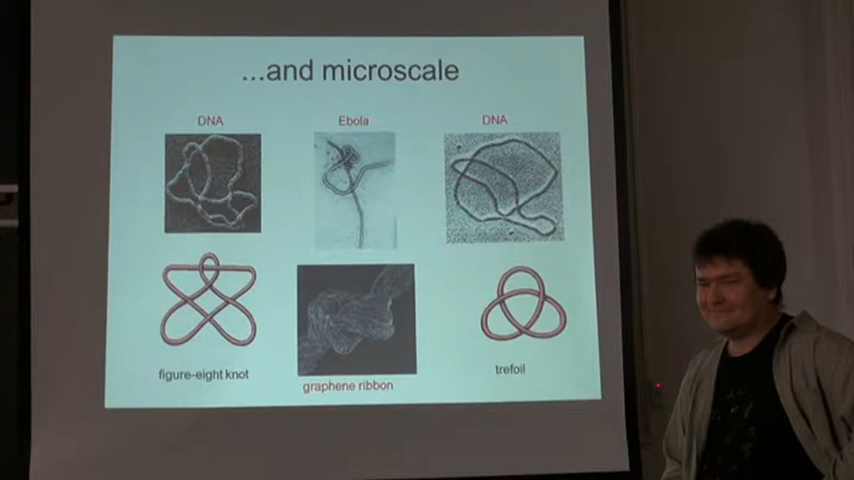 ...and microscale
DNA
Ebola
DNA
figure-eight knot
graphene ribbon
trefoil